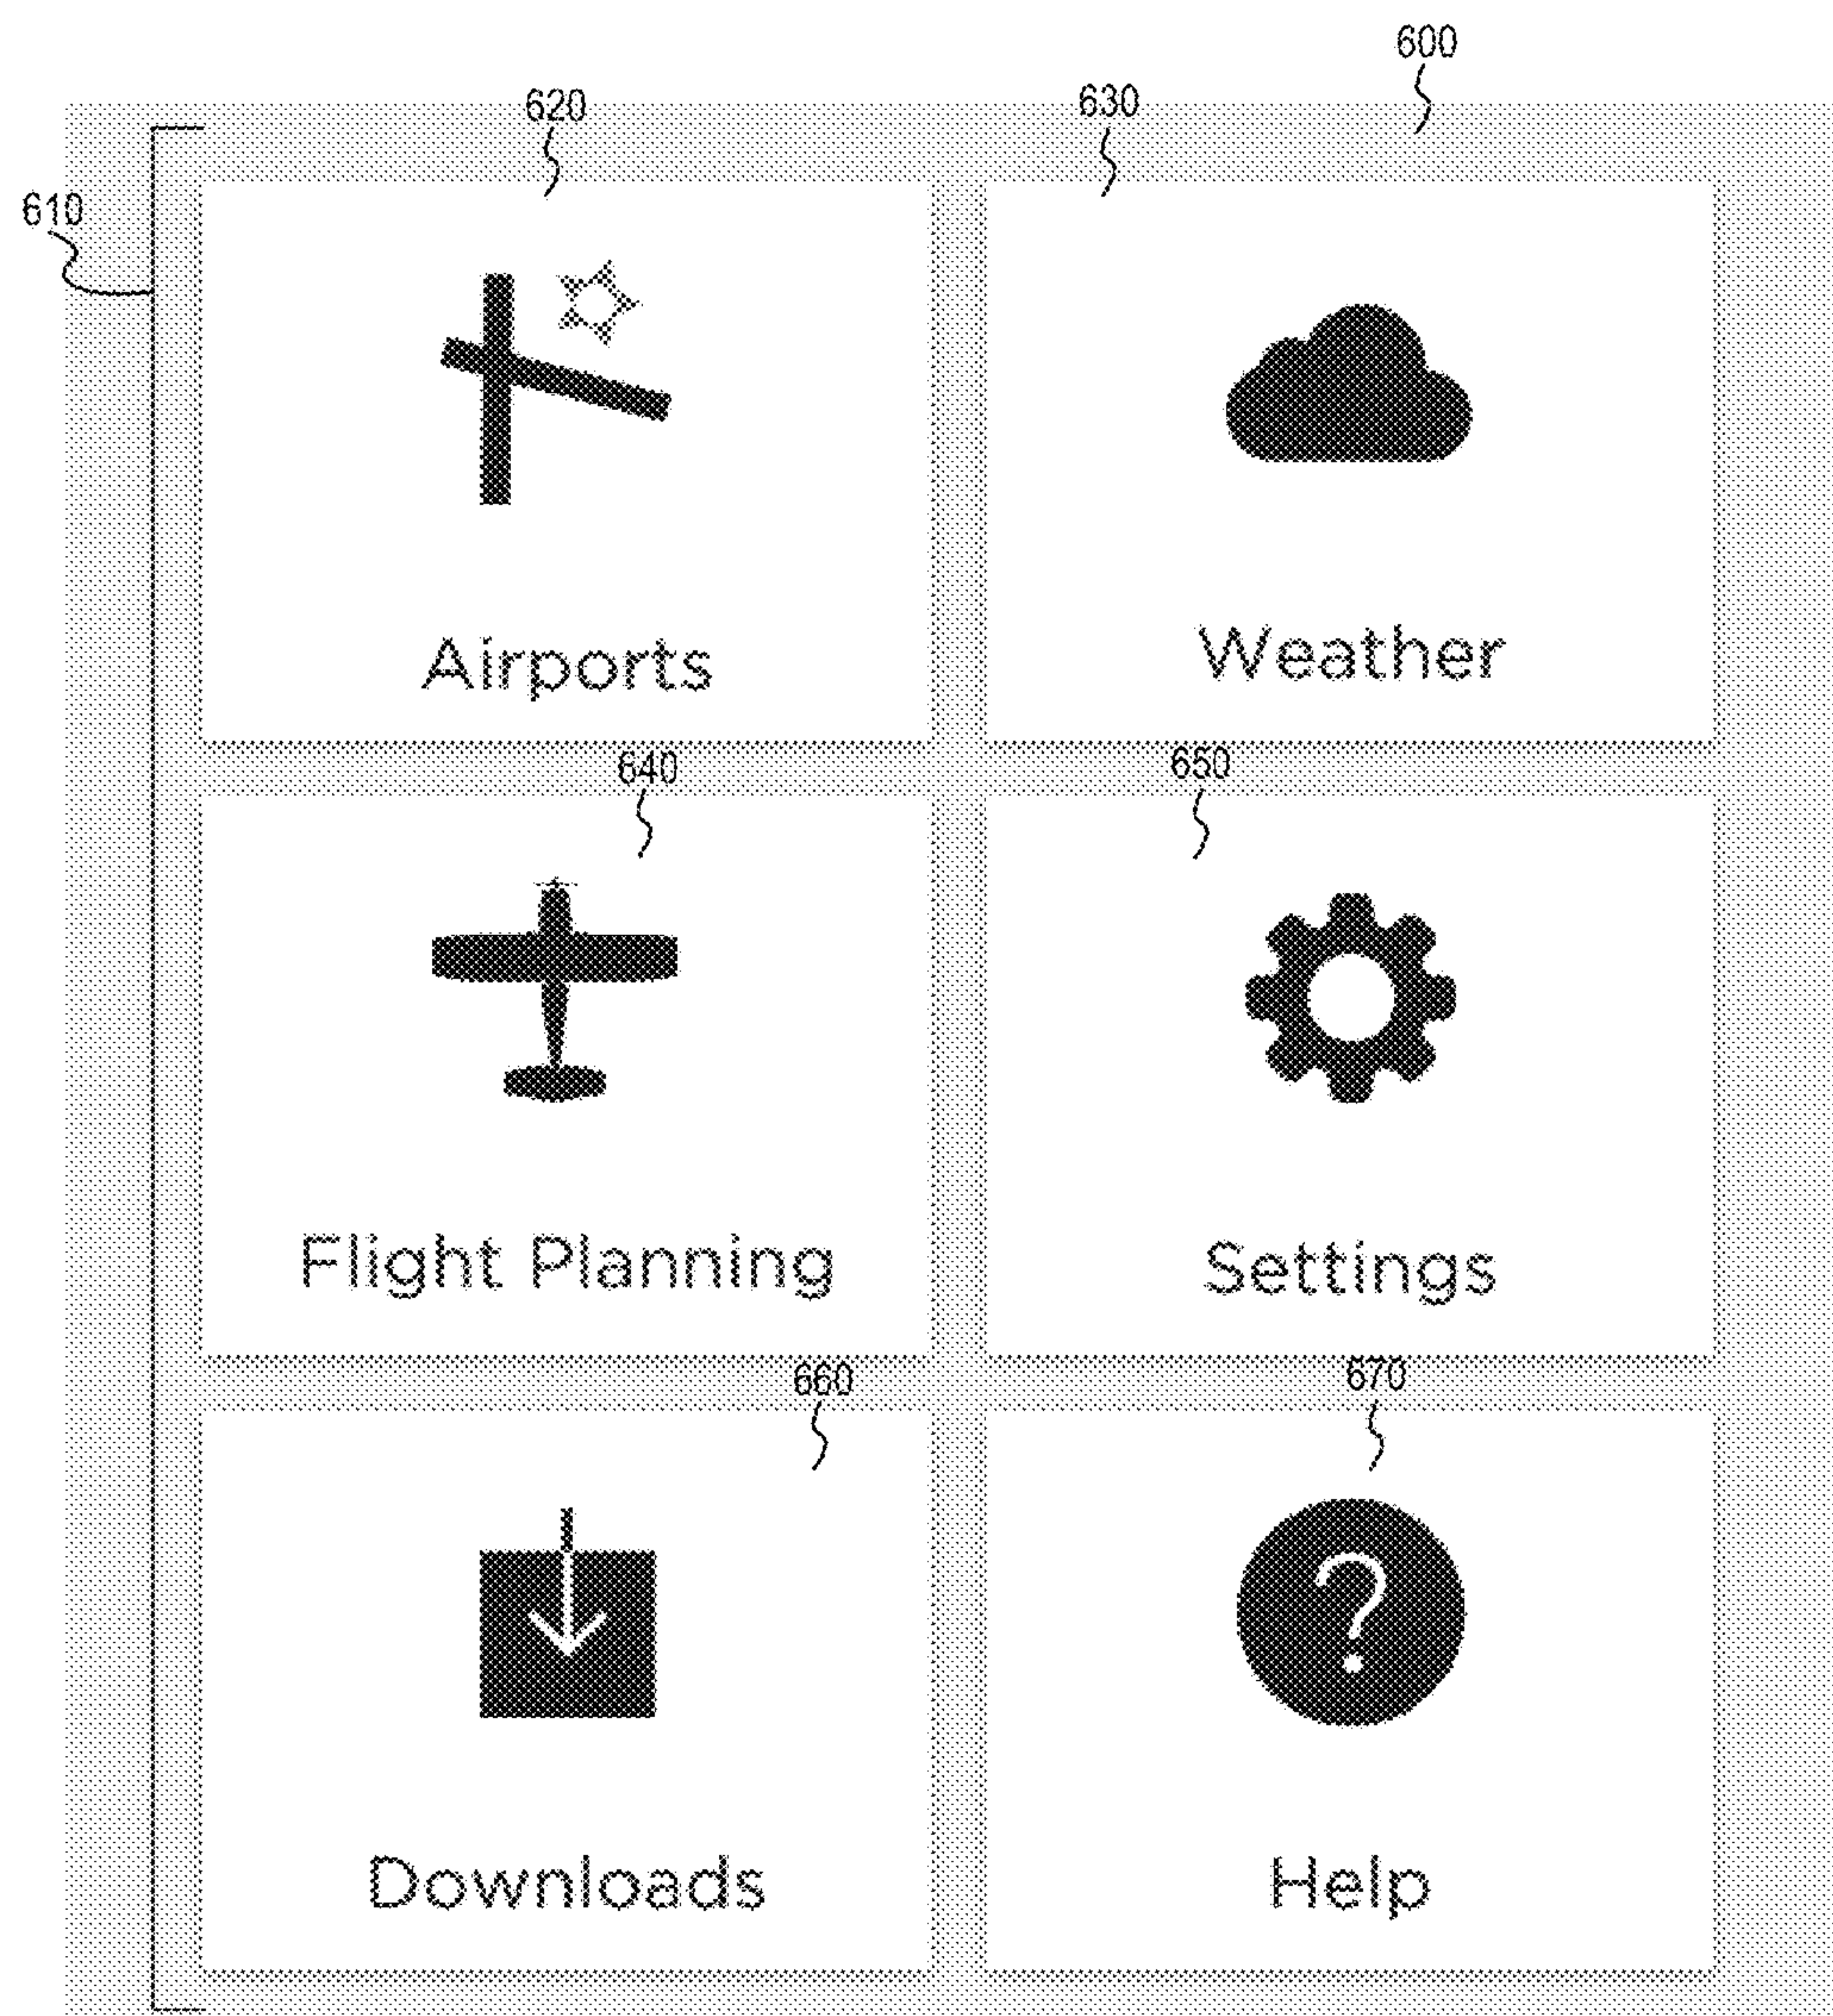 600
620
630
610
Airports
Weather
640
650
Flight Planning
Settings
660
670
?
Downloads
Help